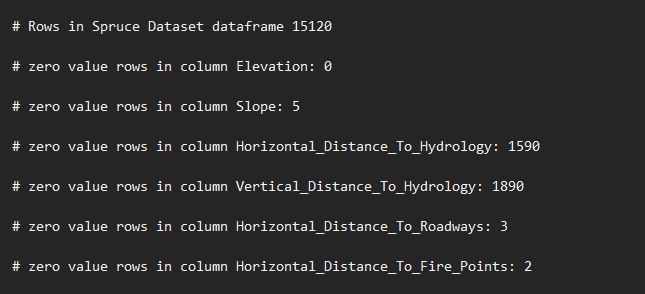 # Rows in Spruce Dataset dataframe 15120
# zero value rows in column Elevation: 0
# zero value rows in column Slope: 5
# zero value rows in column Horizontal_Distance_To_Hydrology: 1590
# zero value rows in column Vertical_Distance_To_Hydrology: 1890
# zero value rows in column Horizontal_Distance_To_Roadways: 3
# zero value rows in column Horizontal_Distance_To_Fire_Points: 2